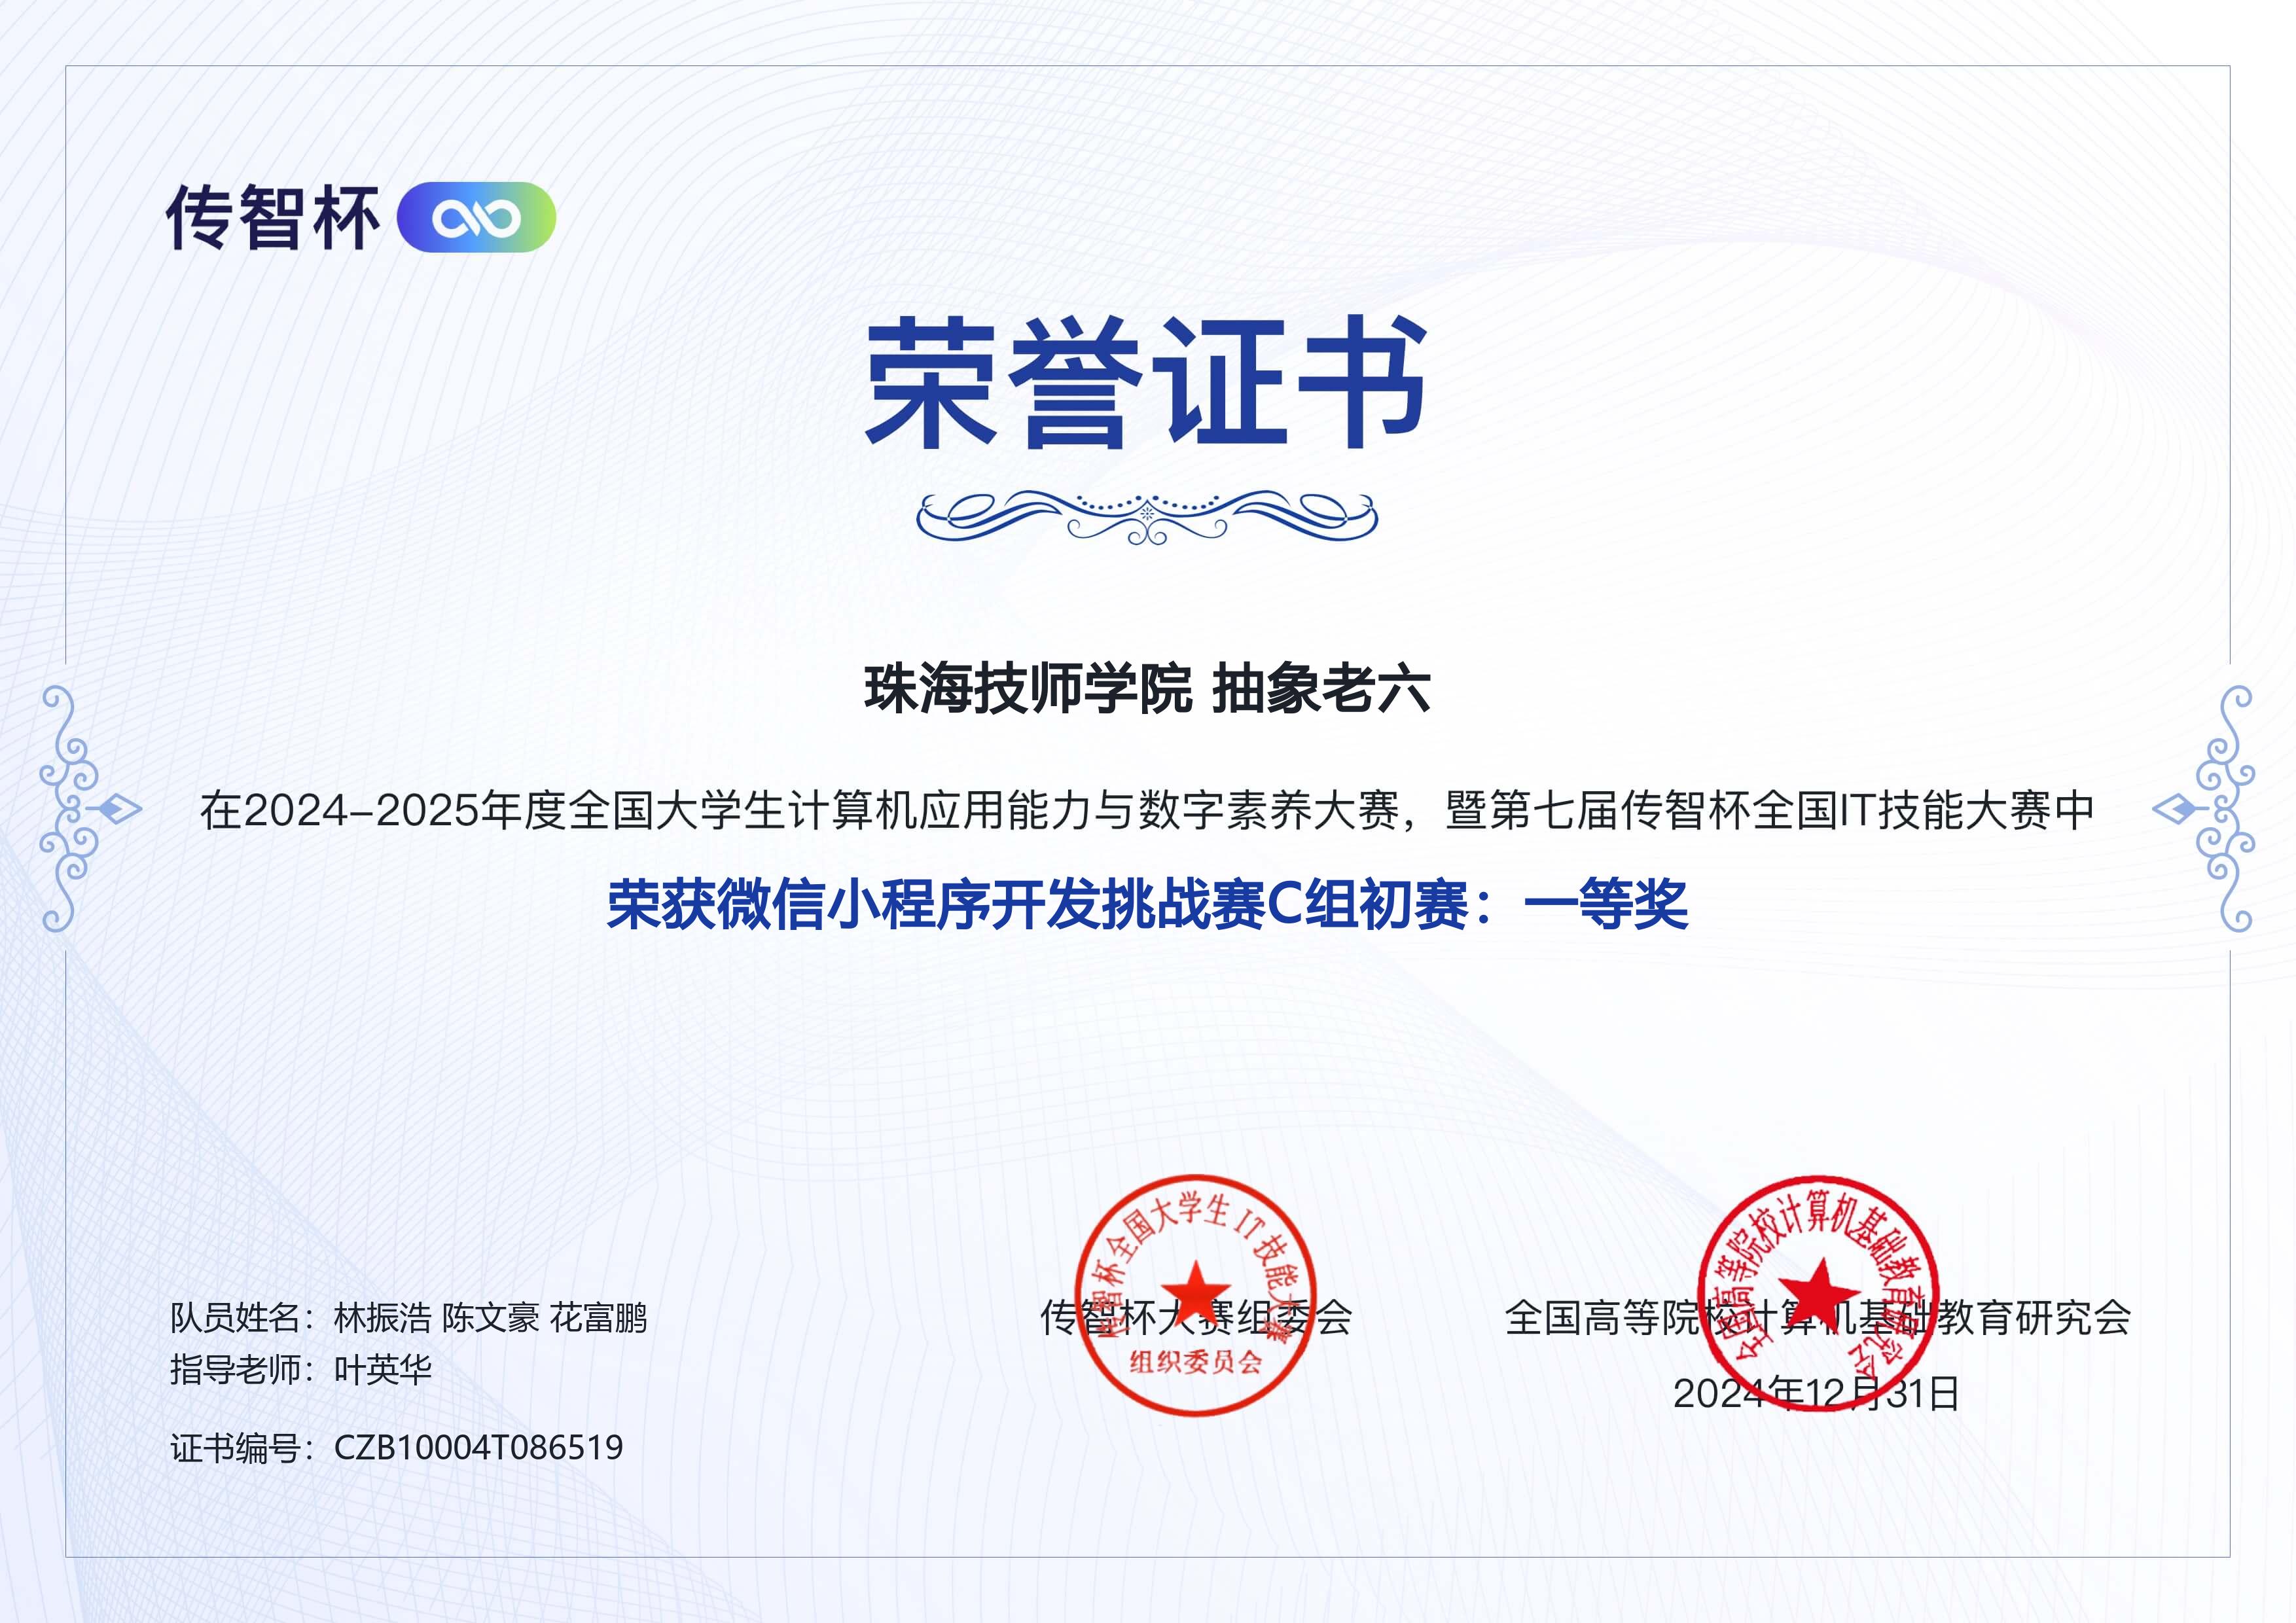 传智杯
荣誉证书
珠海技师学院 抽象老六
在2024-2025年度全国大学生计算机应用能力与数字素养大赛，暨第七届传智杯全国IT技能大赛中
荣获微信小程序开发挑战赛C组初赛：一等奖
传智杯全国大学生IT技能大赛
组织委员会
全国高等院校计算机基础教育研究会
队员姓名：林振浩 陈文豪 花富鹏
传智杯大赛组委会
全国高等院校计算机基础教育研究会
指导老师：叶英华
2024年12月31日
证书编号：CZB10004T086519